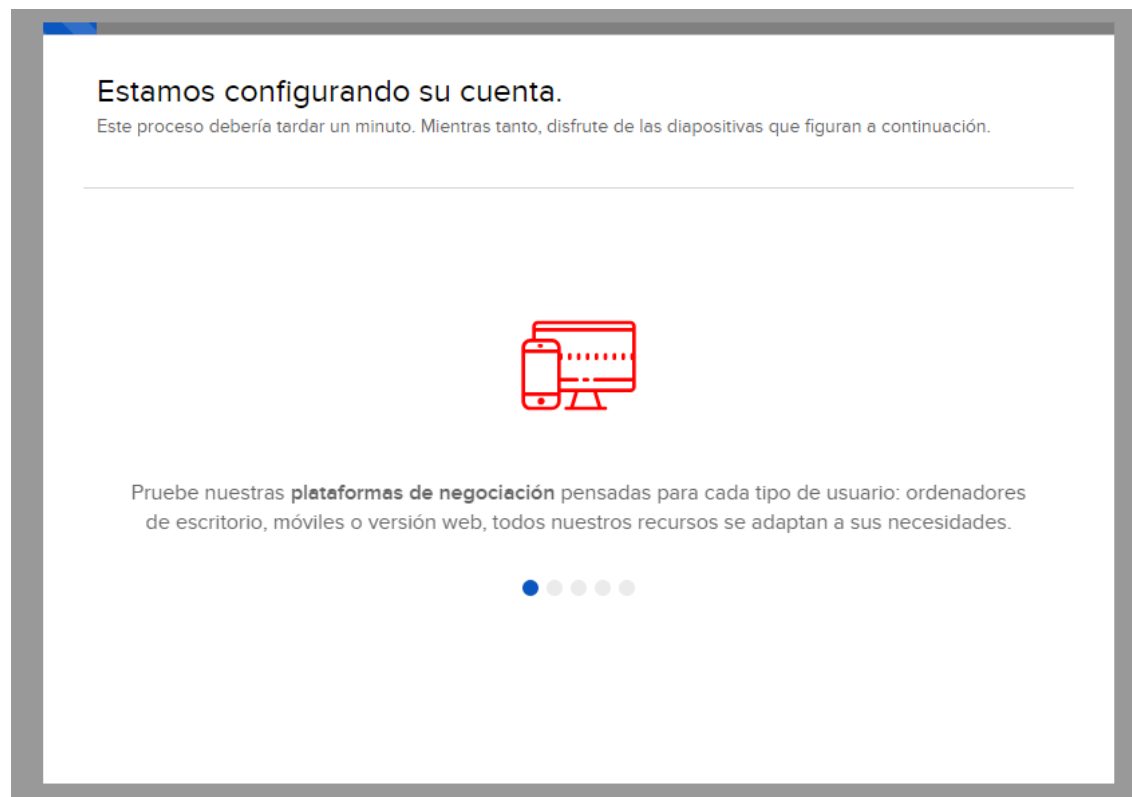 Estamos configurando su cuenta.
Este proceso debería tardar un minuto. Mientras tanto, disfrute de las diapositivas que figuran a continuación.
Pruebe nuestras plataformas de negociación pensadas para cada tipo de usuario: ordenadores
de escritorio, móviles o versión web, todos nuestros recursos se adaptan a sus necesidades.